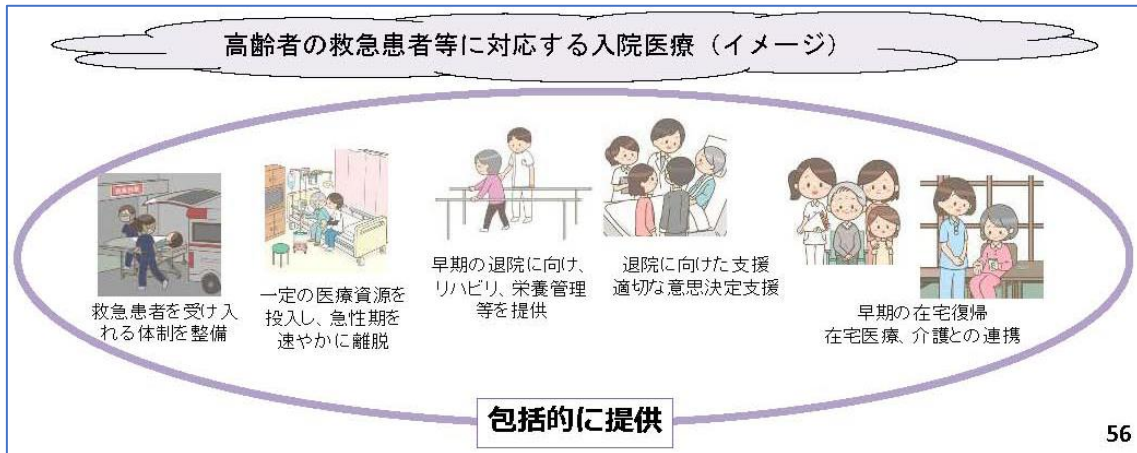 高齢者の救急患者等に対応する入院医療（イメージ）
救急患者を受け入
れる体制を整備
一定の医療資源を
投入し、急性期を
速やかに離脱
早期の退院に向け、
リハビリ、栄養管理
等を提供
退院に向けた支援
適切な意思決定支援
早期の在宅復帰
在宅医療、介護との連携
包括的に提供
56